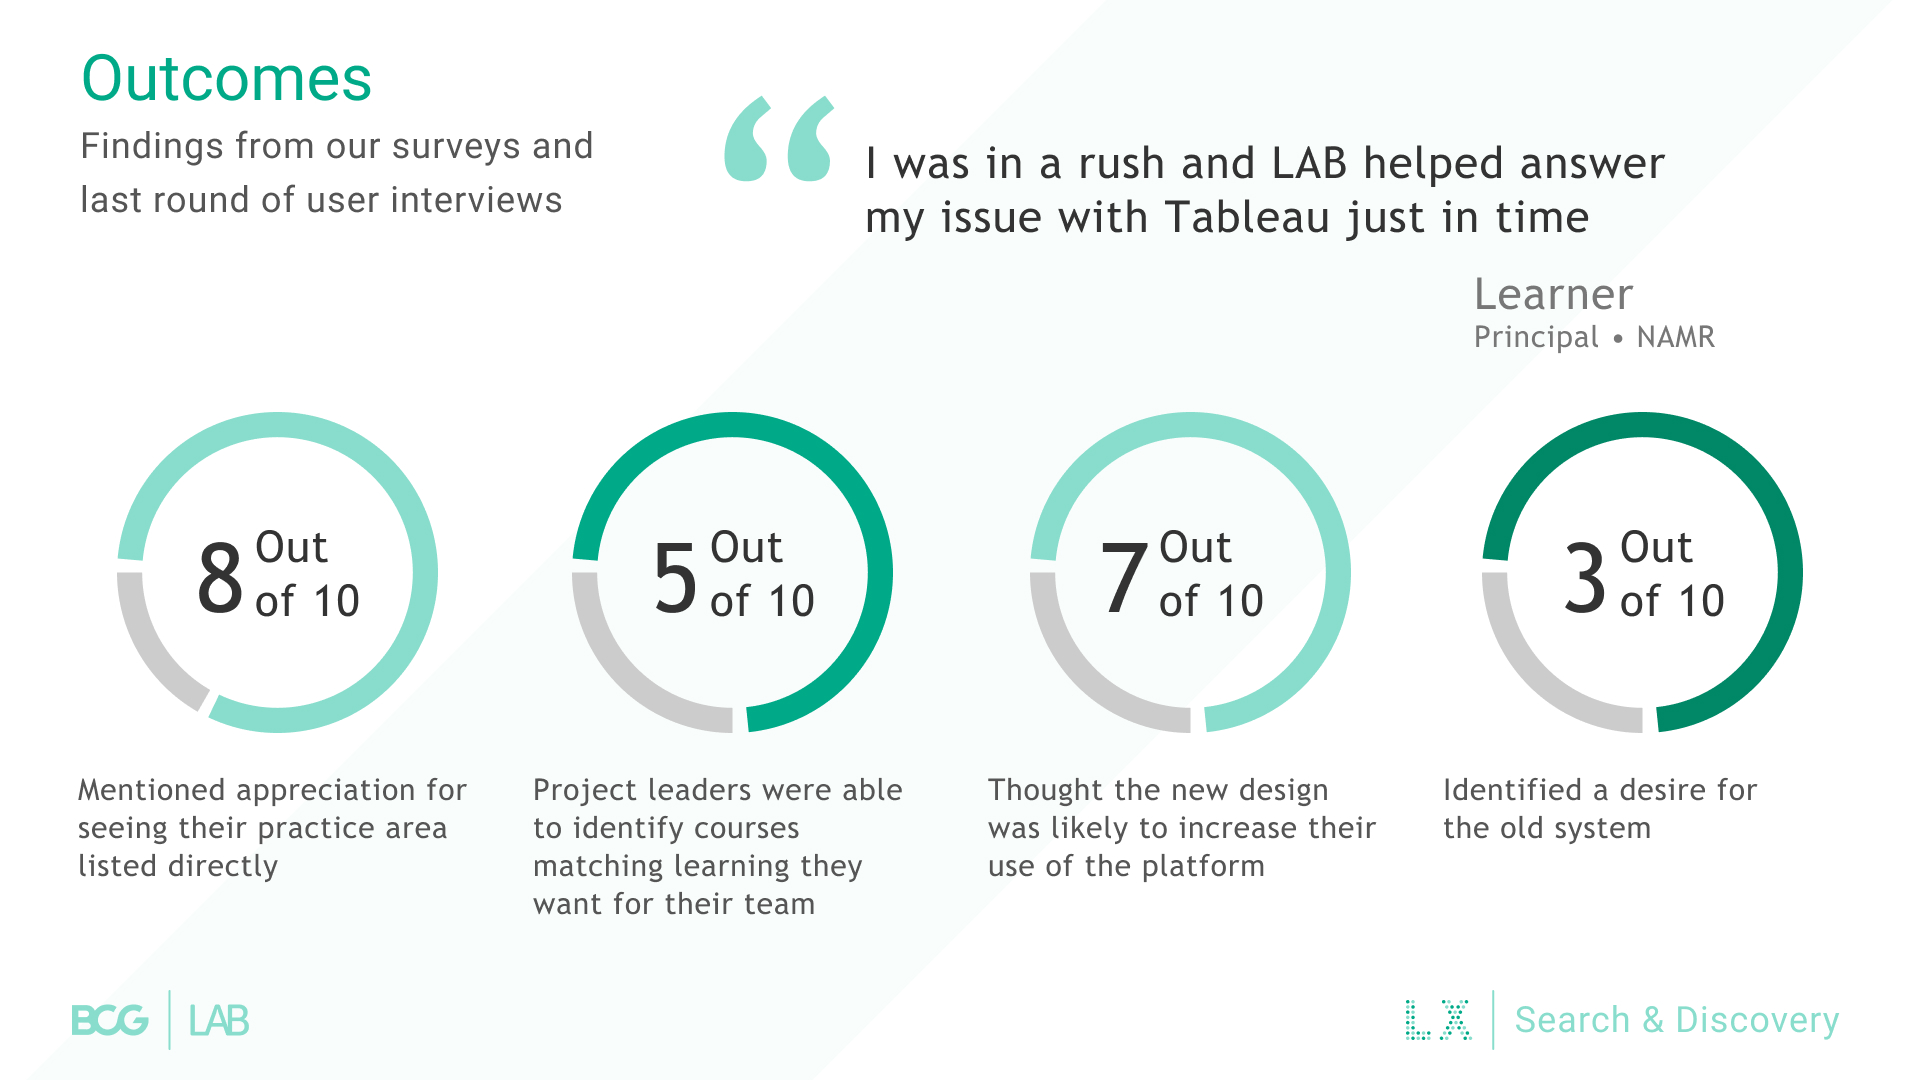 Outcomes
Findings from our surveys and
last round of user interviews
“
I was in a rush and LAB helped answer
my issue with Tableau just in time
Learner
Principal • NAMR
8 Out
of 10
Mentioned appreciation for
seeing their practice area
listed directly
5 Out
of 10
Project leaders were able
to identify courses
matching learning they
want for their team
7 Out
of 10
Thought the new design
was likely to increase their
use of the platform
3 Out
of 10
Identified a desire for
the old system
BCG | LAB
LX | Search & Discovery